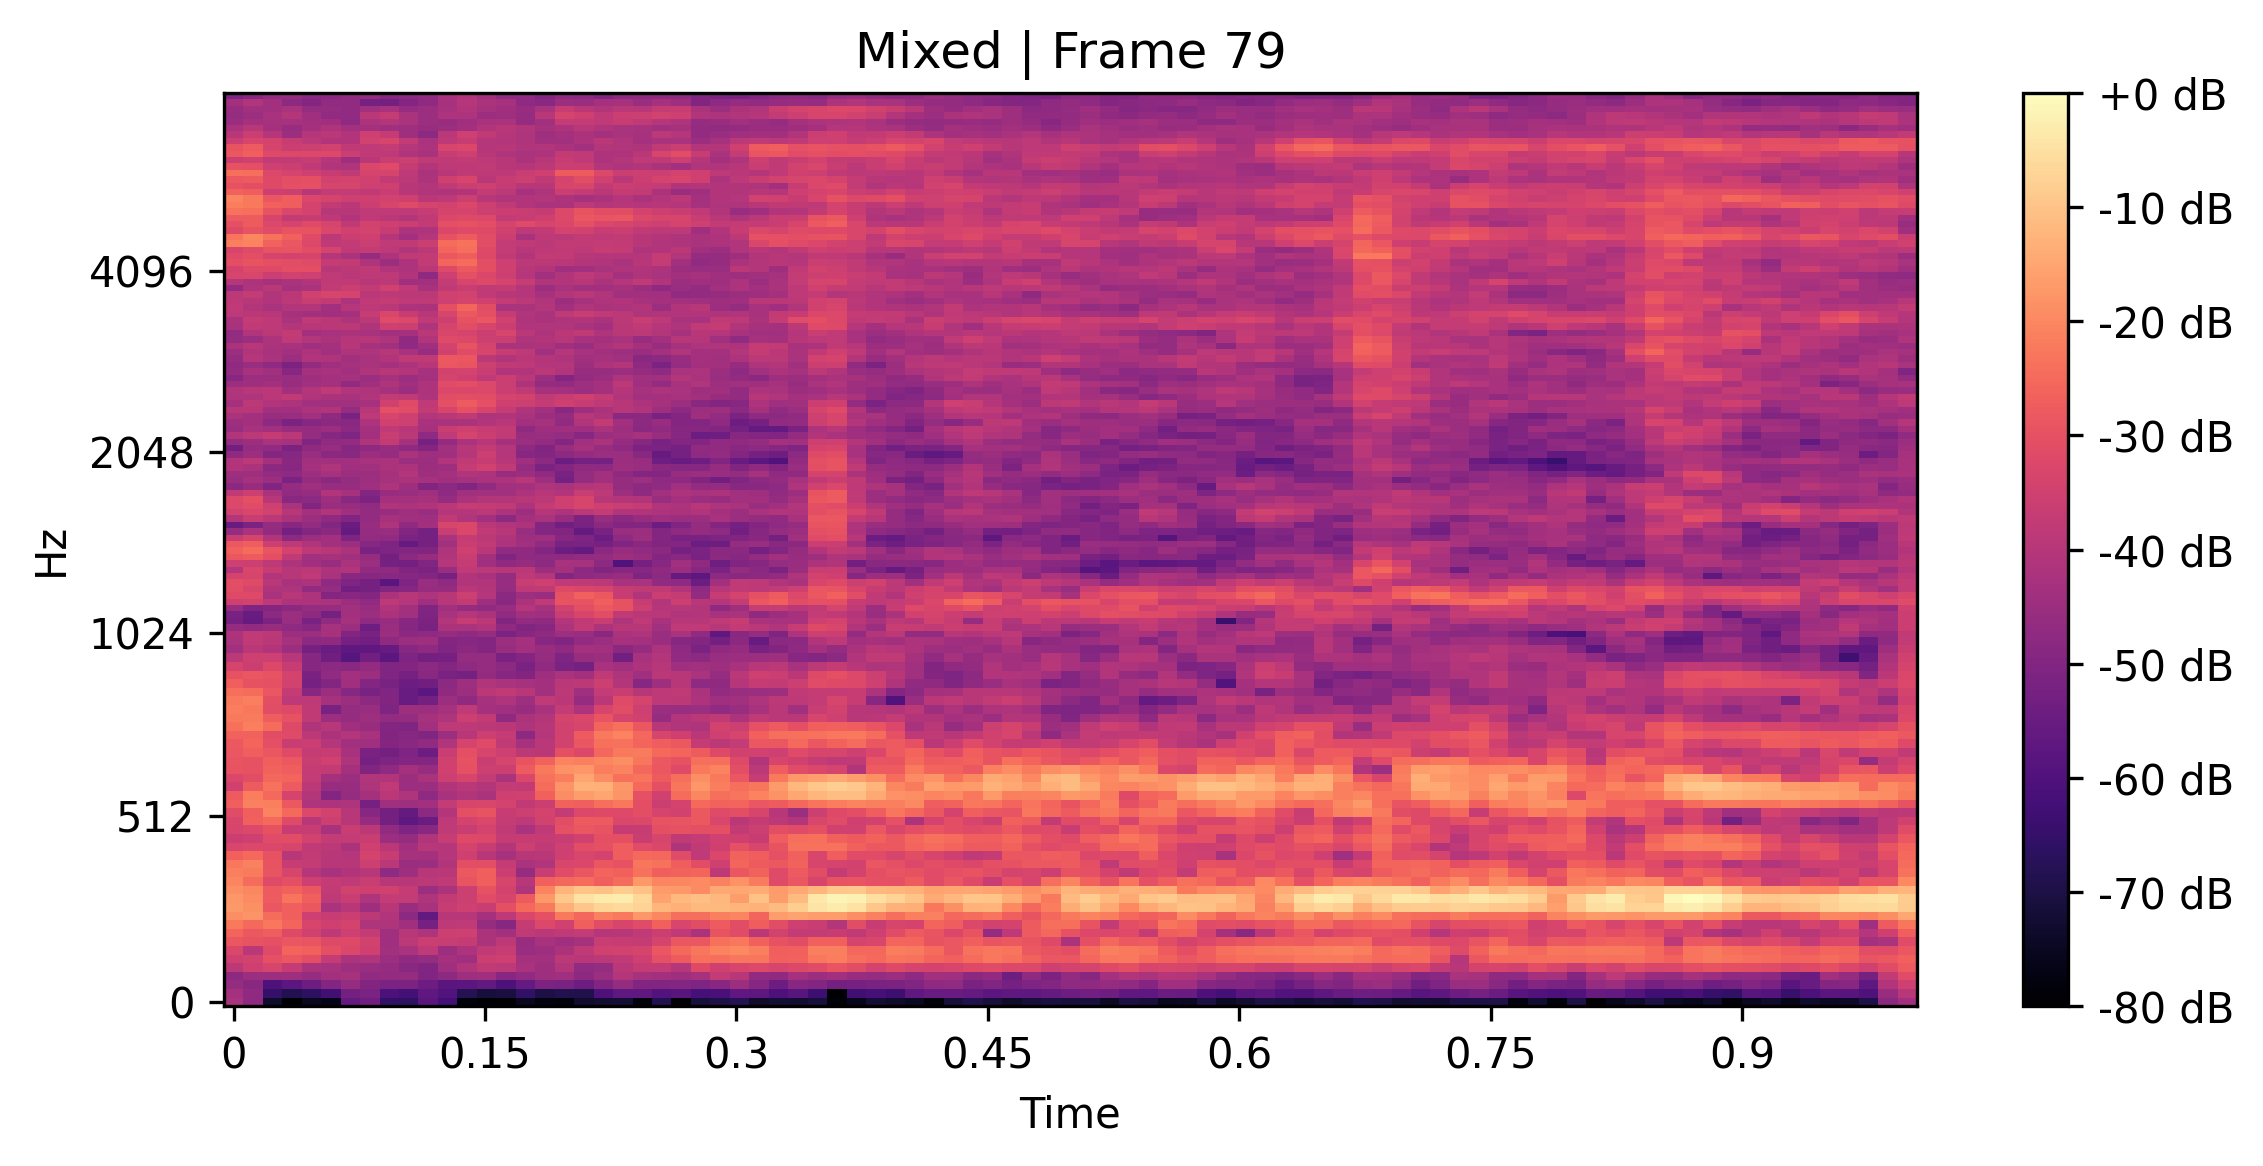 Mixed | Frame 79
Hz
4096
2048
1024
512
0
0
0.15
0.3
0.45
0.6
0.75
0.9
Time
+0 dB
-10 dB
-20 dB
-30 dB
-40 dB
-50 dB
-60 dB
-70 dB
-80 dB